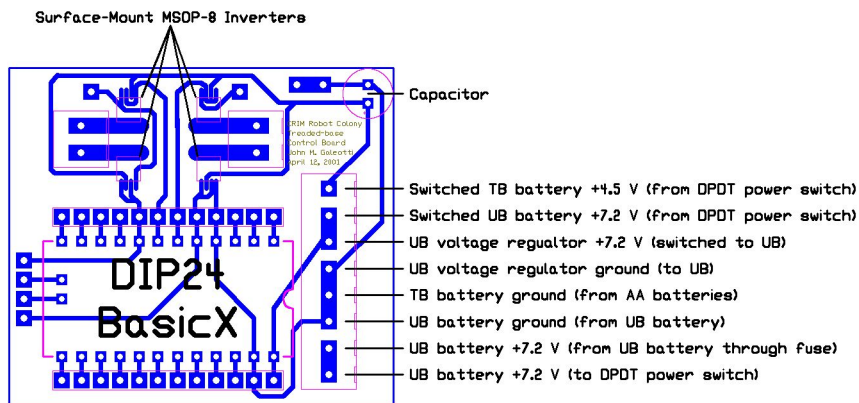 Surface-Mount MSOP-8 Inverters
Capacitor
CRIM Robot Colony
Treaded-base
Control Board
John M. Galeotti
April 12, 2001
Switched TB battery +4.5 V (from DPDT power switch)
Switched UB battery +7.2 V (from DPDT power switch)
UB voltage regualtor +7.2 V (switched to UB)
UB voltage regulator ground (to UB)
TB battery ground (from AA batteries)
UB battery ground (from UB battery)
UB battery +7.2 V (from UB battery through fuse)
UB battery +7.2 V (to DPDT power switch)
DIP24
BasicX